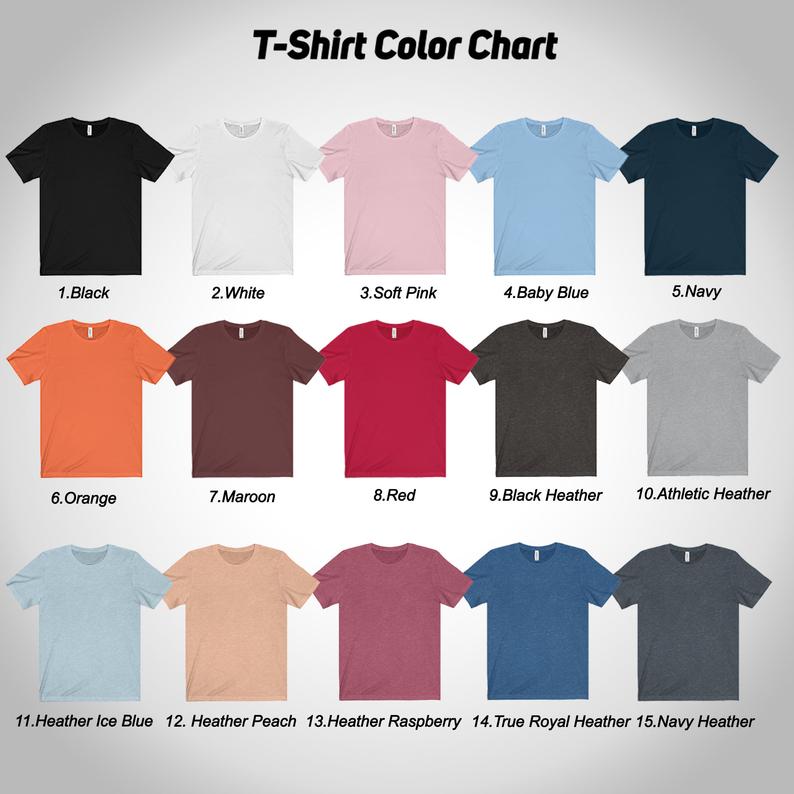 T-Shirt Color Chart
1.Black 2.White 3.Soft Pink 4.Baby Blue 5.Navy
6.Orange 7.Maroon 8.Red 9.Black Heather 10.Athletic Heather
11.Heather Ice Blue 12. Heather Peach 13.Heather Raspberry 14.True Royal Heather 15.Navy Heather